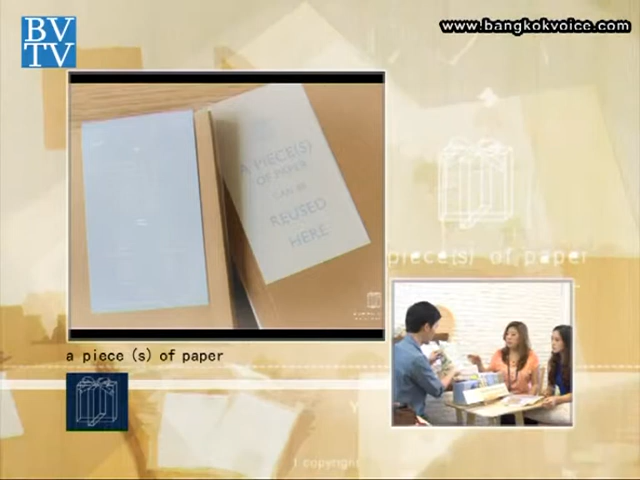 BV
TV
www.bangkokvoice.com
A PIECE(S)
OF PAPER
CAN BE
REUSED
HERE
piece(s) of paper
a piece (s) of paper
copyright